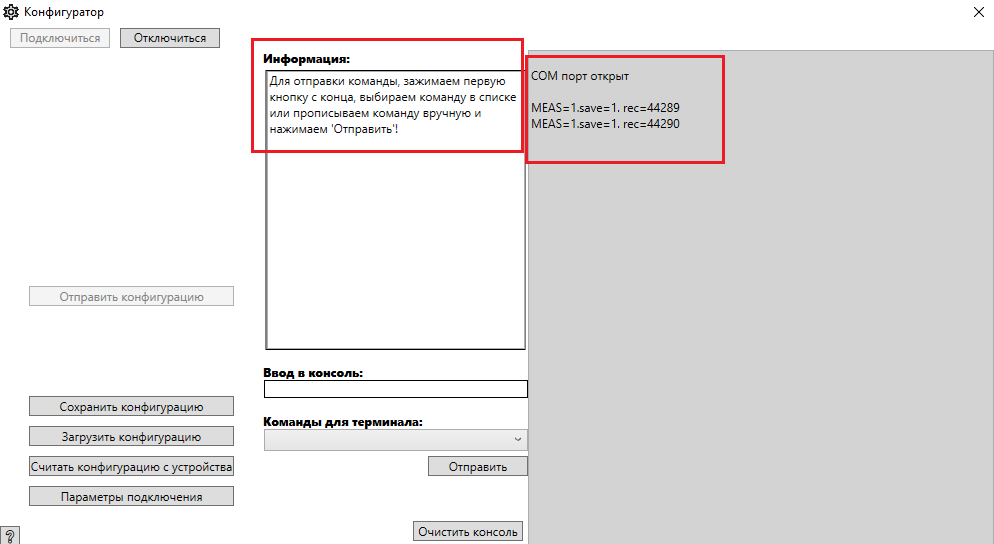 Конфигуратор
Подключиться
Отключиться
Информация:
Для отправки команды, зажимаем первую
кнопку с конца, выбираем команду в списке
или прописываем команду вручную и
нажимаем 'Отправить'!
COM порт открыт
MEAS=1.save=1. rec=44289
MEAS=1.save=1. rec=44290
Отправить конфигурацию
Ввод в консоль:
Сохранить конфигурацию
Команды для терминала:
Загрузить конфигурацию
Считать конфигурацию с устройства
Отправить
Параметры подключения
Очистить консоль
?